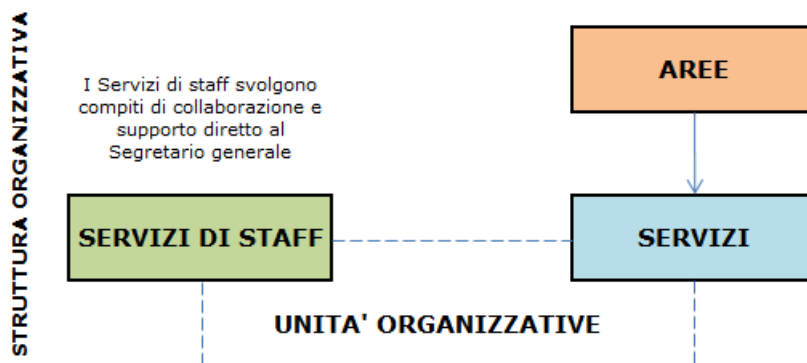 STRUTTURA ORGANIZZATIVA
I Servizi di staff svolgono
compiti di collaborazione e
supporto diretto al
Segretario generale
AREE
SERVIZI DI STAFF
SERVIZI
UNITA' ORGANIZZATIVE